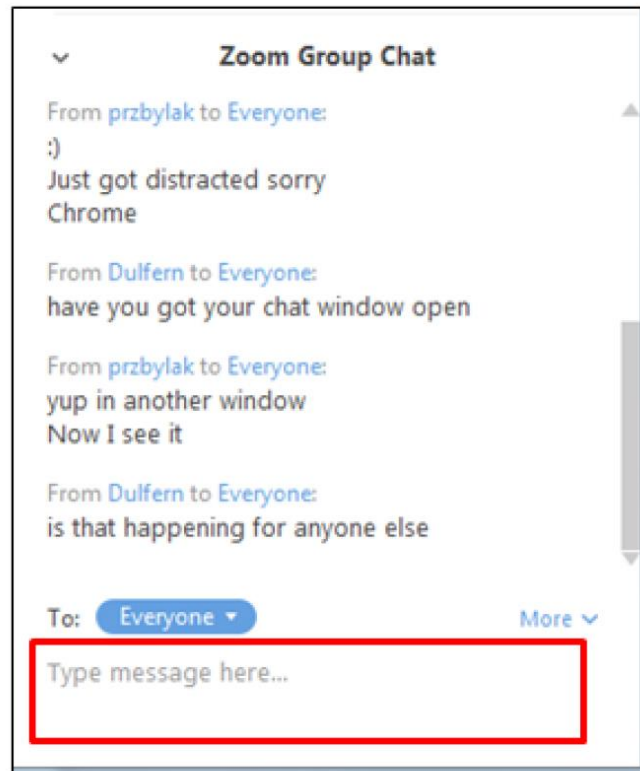 Zoom Group Chat
From przbylak to Everyone:
:)
Just got distracted sorry
Chrome
From Dulfern to Everyone:
have you got your chat window open
From przbylak to Everyone:
yup in another window
Now I see it
From Dulfern to Everyone:
is that happening for anyone else
To: Everyone More
Type message here...